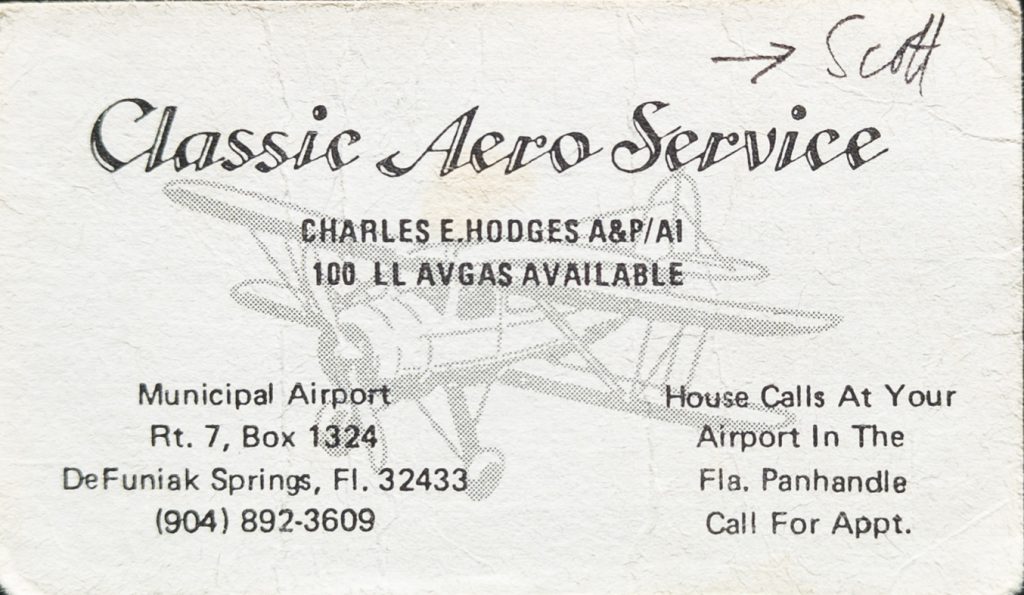 → Scott
Classic Aero Service
CHARLES E.HODGES A&P/AI
100 LL AVGAS AVAILABLE
Municipal Airport
Rt. 7, Box 1324
DeFuniak Springs, Fl. 32433
(904) 892-3609
House Calls At Your
Airport In The
Fla. Panhandle
Call For Appt.